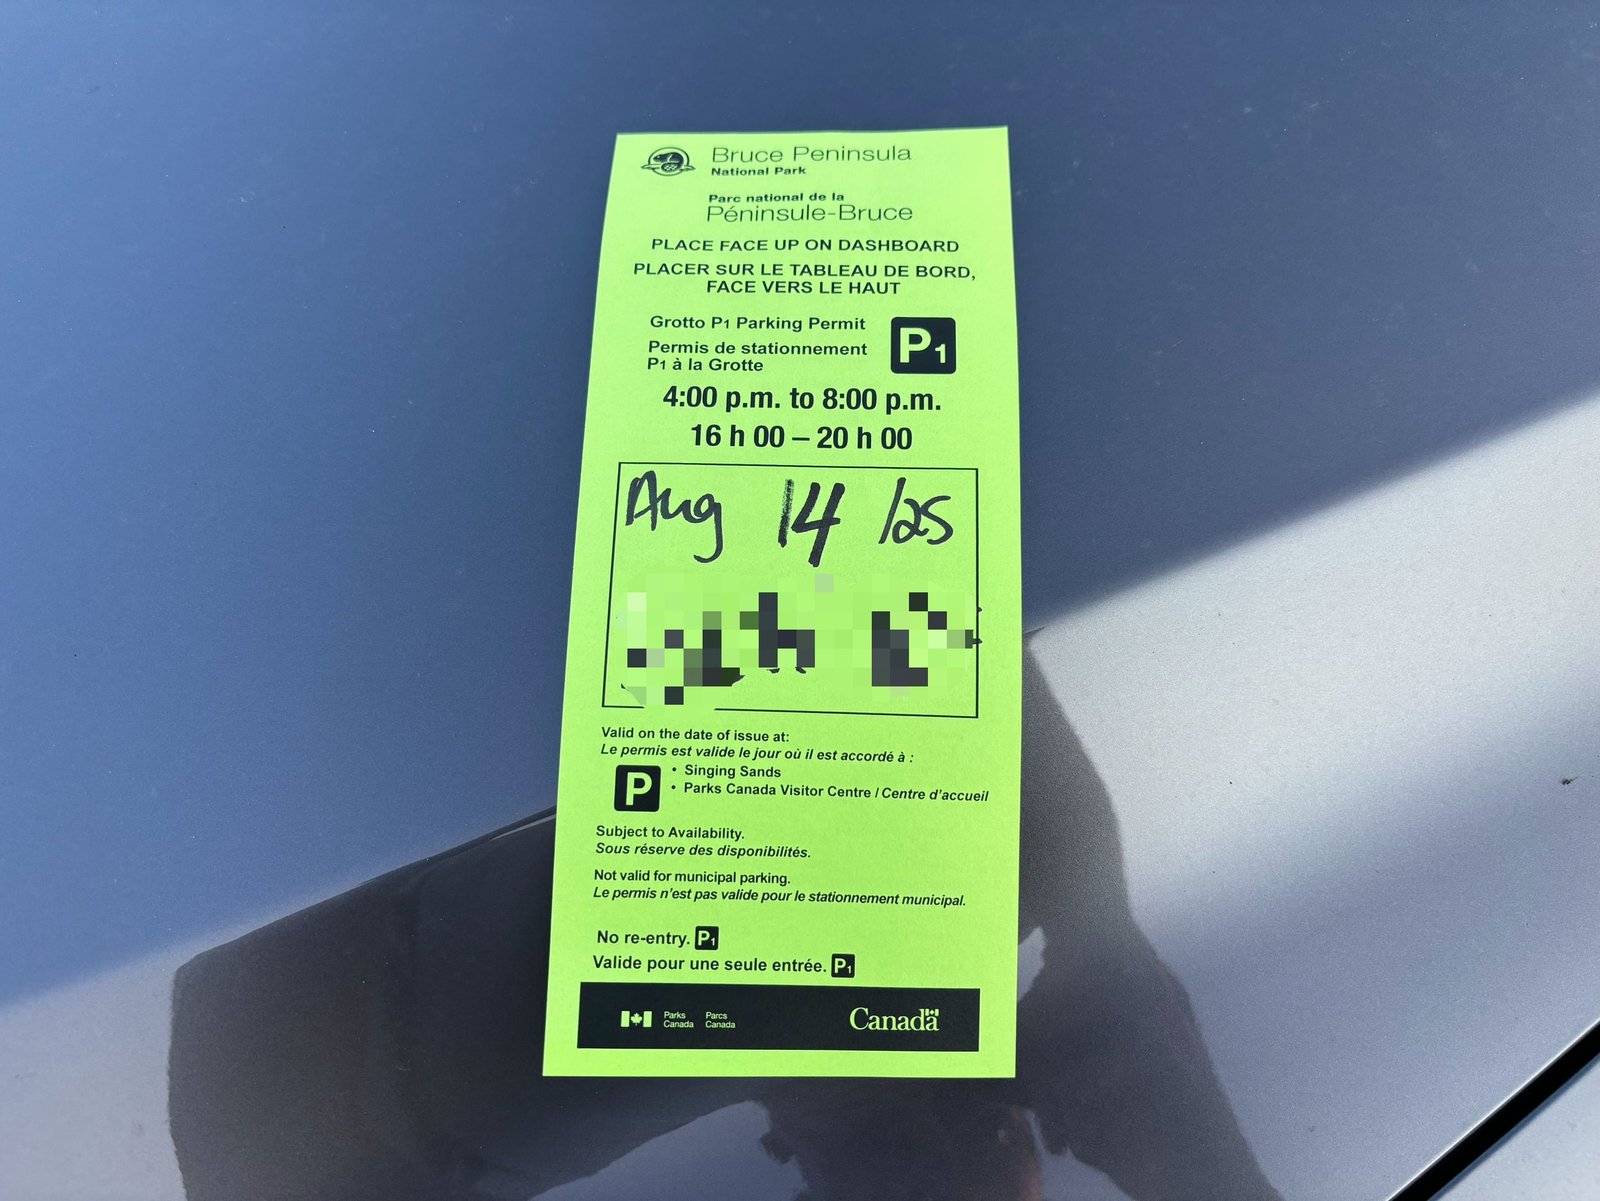 Bruce Peninsula
National Park
Parc national de la
Péninsule-Bruce
PLACE FACE UP ON DASHBOARD
PLACER SUR LE TABLEAU DE BORD,
FACE VERS LE HAUT
Grotto P1 Parking Permit
Permis de stationnement
P1 à la Grotte
P1
4:00 p.m. to 8:00 p.m.
16 h 00 – 20 h 00
Aug 14 /25
Valid on the date of issue at:
Le permis est valide le jour où il est accordé à :
P
• Singing Sands
• Parks Canada Visitor Centre / Centre d'accueil
Subject to Availability.
Sous réserve des disponibilités.
Not valid for municipal parking.
Le permis n'est pas valide pour le stationnement municipal.
No re-entry. P1
Valide pour une seule entrée. P1
Parks Canada
Parcs Canada
Canada